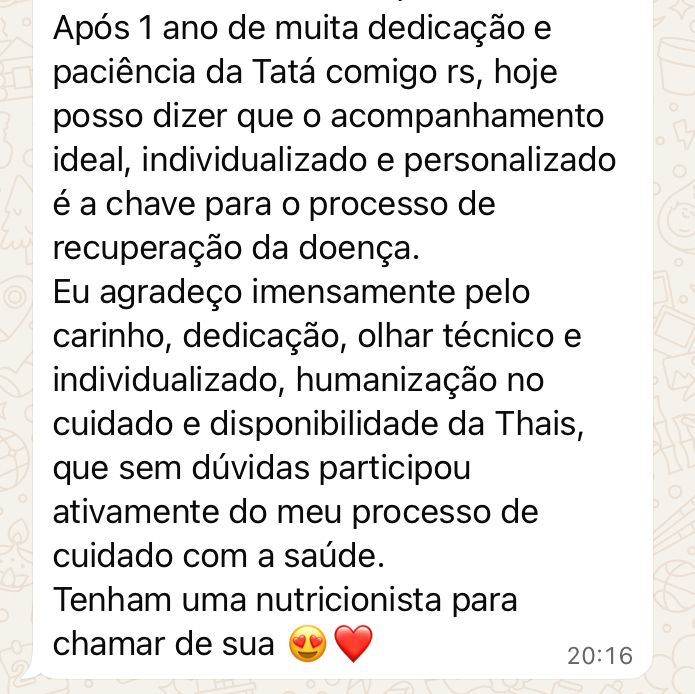 Após 1 ano de muita dedicação e
paciência da Tatá comigo rs, hoje
posso dizer que o acompanhamento
ideal, individualizado e personalizado
é a chave para o processo de
recuperação da doença.
Eu agradeço imensamente pelo
carinho, dedicação, olhar técnico e
individualizado, humanização no
cuidado e disponibilidade da Thais,
que sem dúvidas participou
ativamente do meu processo de
cuidado com a saúde.
Tenham uma nutricionista para
chamar de sua 😍❤️
20:16